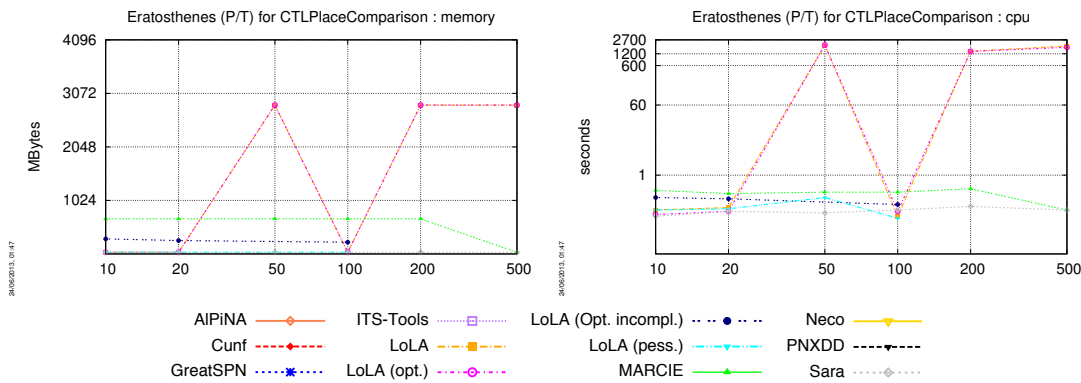 Eratosthenes (P/T) for CTLPlaceComparison : memory
4096
3072
2048
1024
MBytes
10 20 50 100 200 500
24/06/2013, 01:47
Eratosthenes (P/T) for CTLPlaceComparison : cpu
2700
1200
600
60
1
seconds
10 20 50 100 200 500
24/06/2013, 01:47
AlPiNA ITS-Tools LoLA (Opt. incompl.) Neco
Cunf LoLA LoLA (pess.) PNXDD
GreatSPN LoLA (opt.) MARCIE Sara